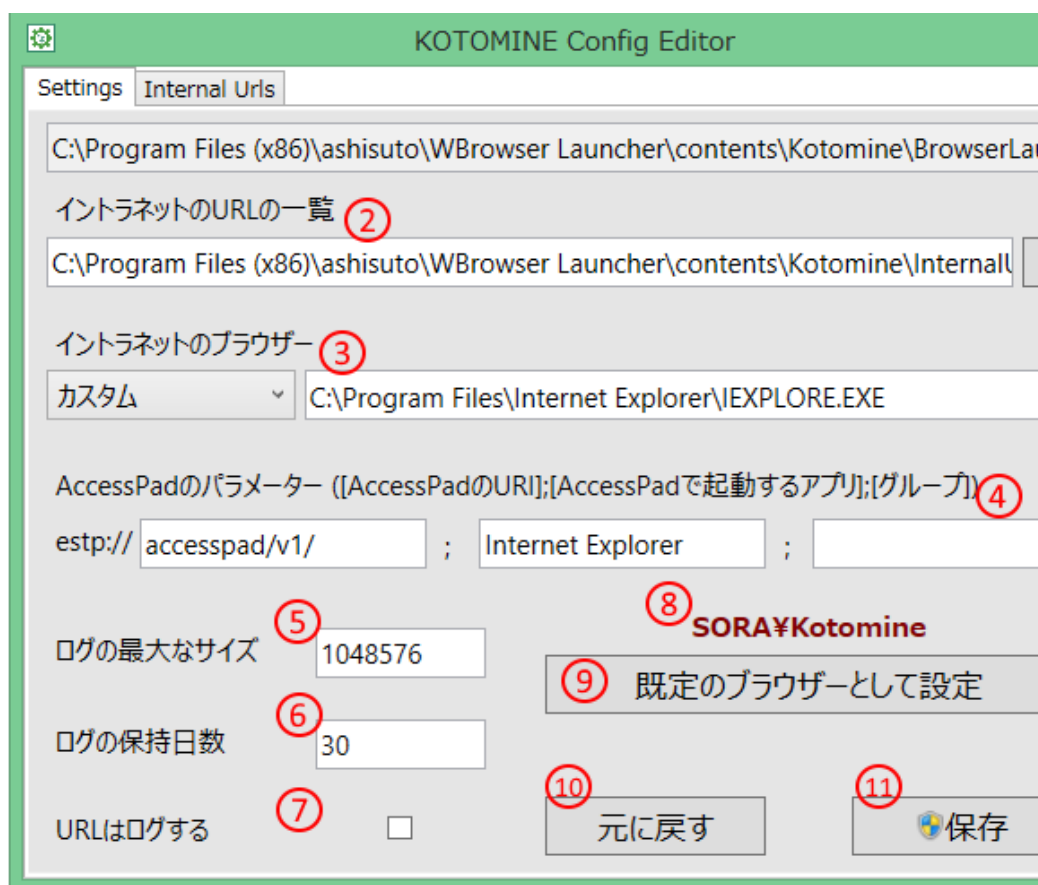 KOTOMINE Config Editor
Settings Internal Urls
C:\Program Files (x86)\ashisuto\WBrowser Launcher\contents\Kotomine\BrowserLa
イントラネットのURLの一覧 ②
C:\Program Files (x86)\ashisuto\WBrowser Launcher\contents\Kotomine\Internal
イントラネットのブラウザー ③
カスタム C:\Program Files\Internet Explorer\IEXPLORE.EXE
AccessPadのパラメーター ([AccessPadのURI];[AccessPadで起動するアプリ];[グループ]) ④
estp:// accesspad/v1/ ; Internet Explorer ;
⑧ SORA¥Kotomine
ログの最大なサイズ ⑤ 1048576
⑨ 既定のブラウザーとして設定
ログの保持日数 ⑥ 30
URLはログする ⑦
⑩ 元に戻す ⑪ 保存